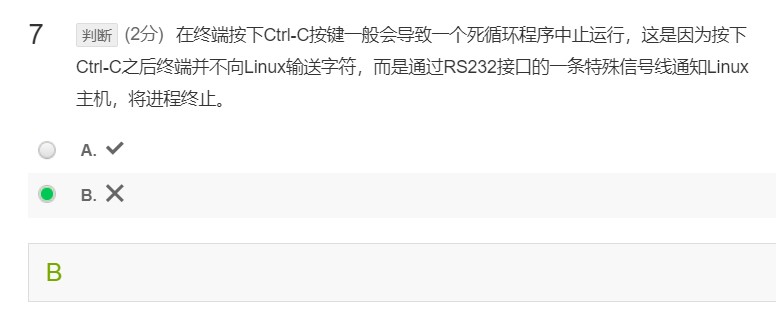 7 判断 (2分) 在终端按下Ctrl-C按键一般会导致一个死循环程序中止运行，这是因为按下
Ctrl-C之后终端并不向Linux输送字符，而是通过RS232接口的一条特殊信号线通知Linux
主机，将进程终止。
A. ✓
B. ✕
B